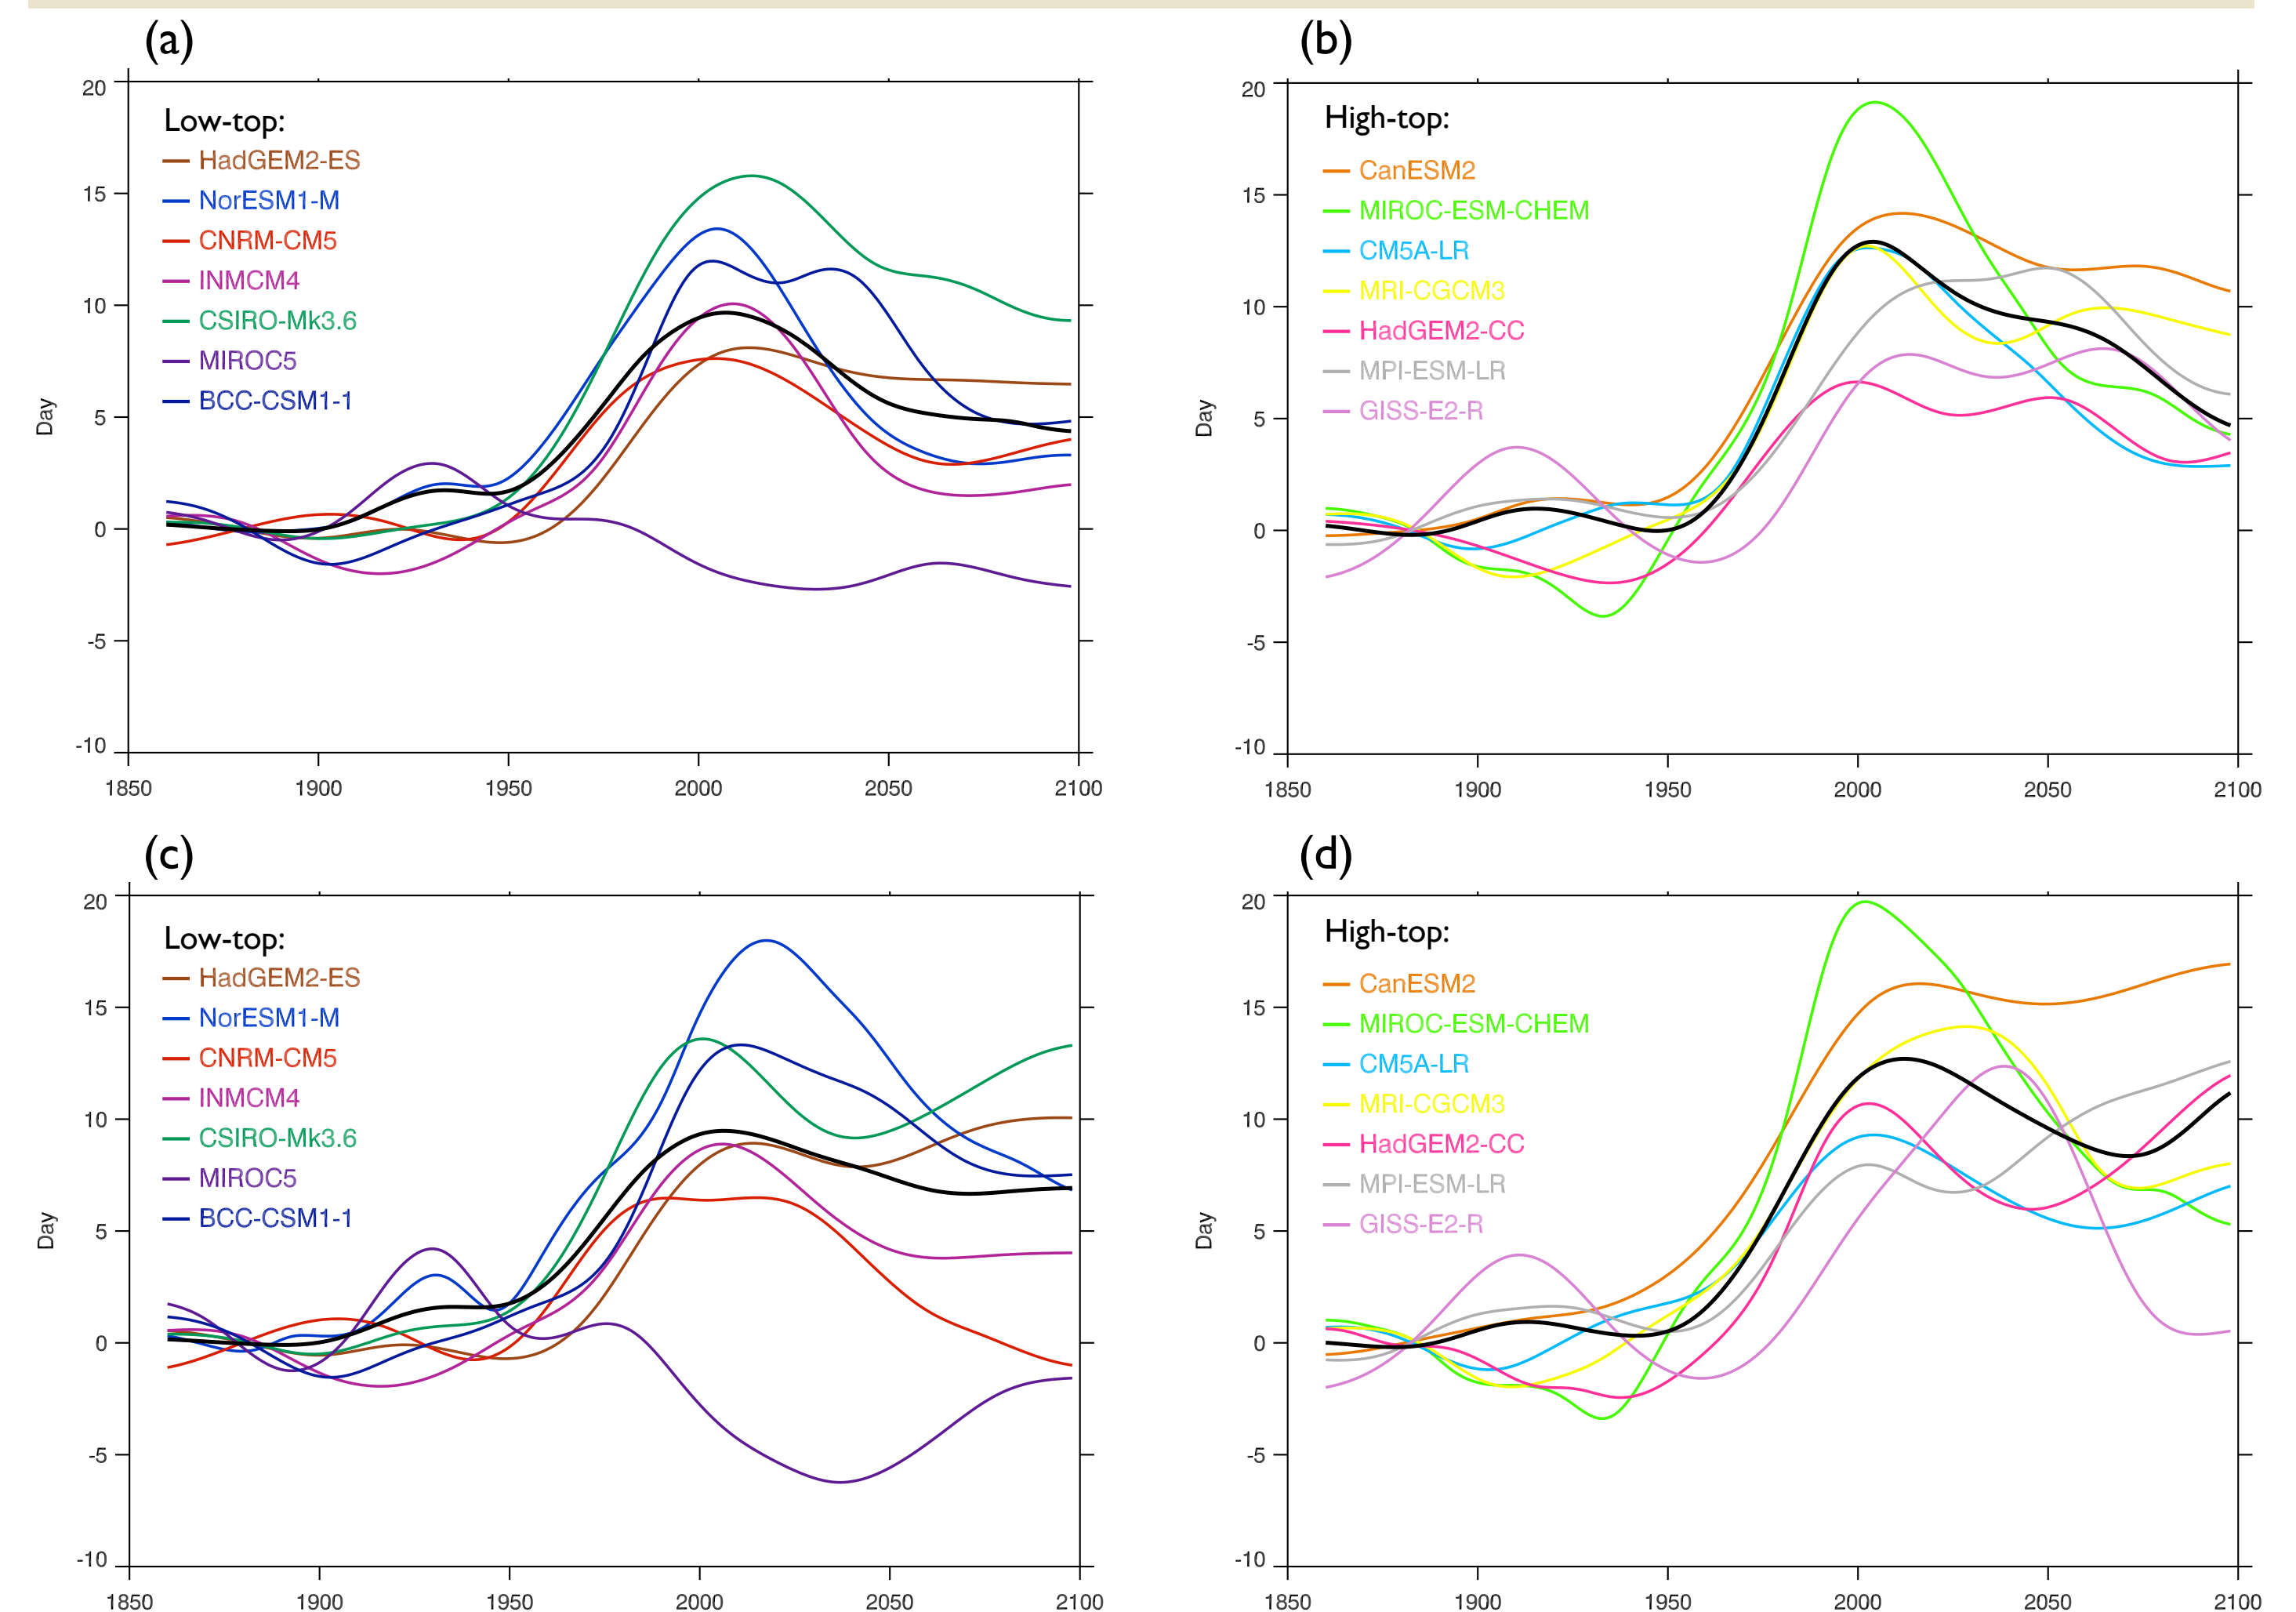 (a)
20
15
10
5
0
-5
-10
Day
Low-top:
HadGEM2-ES
NorESM1-M
CNRM-CM5
INMCM4
CSIRO-Mk3.6
MIROC5
BCC-CSM1-1
1850 1900 1950 2000 2050 2100
(b)
20
15
10
5
0
-5
-10
Day
High-top:
CanESM2
MIROC-ESM-CHEM
CM5A-LR
MRI-CGCM3
HadGEM2-CC
MPI-ESM-LR
GISS-E2-R
1850 1900 1950 2000 2050 2100
(c)
20
15
10
5
0
-5
-10
Day
Low-top:
HadGEM2-ES
NorESM1-M
CNRM-CM5
INMCM4
CSIRO-Mk3.6
MIROC5
BCC-CSM1-1
1850 1900 1950 2000 2050 2100
(d)
20
15
10
5
0
-5
-10
Day
High-top:
CanESM2
MIROC-ESM-CHEM
CM5A-LR
MRI-CGCM3
HadGEM2-CC
MPI-ESM-LR
GISS-E2-R
1850 1900 1950 2000 2050 2100